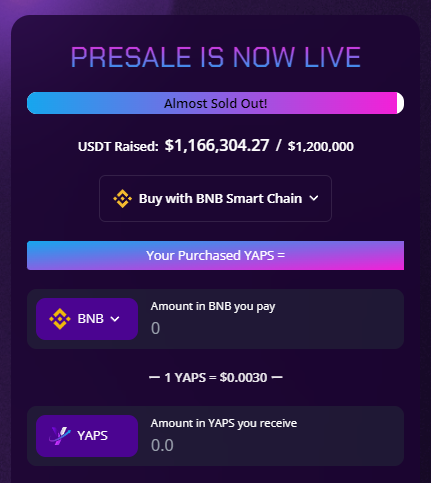 PRESALE IS NOW LIVE
Almost Sold Out!
USDT Raised: $1,166,304.27 / $1,200,000
Buy with BNB Smart Chain
Your Purchased YAPS =
Amount in BNB you pay
BNB 0
— 1 YAPS = $0.0030 —
Amount in YAPS you receive
YAPS 0.0